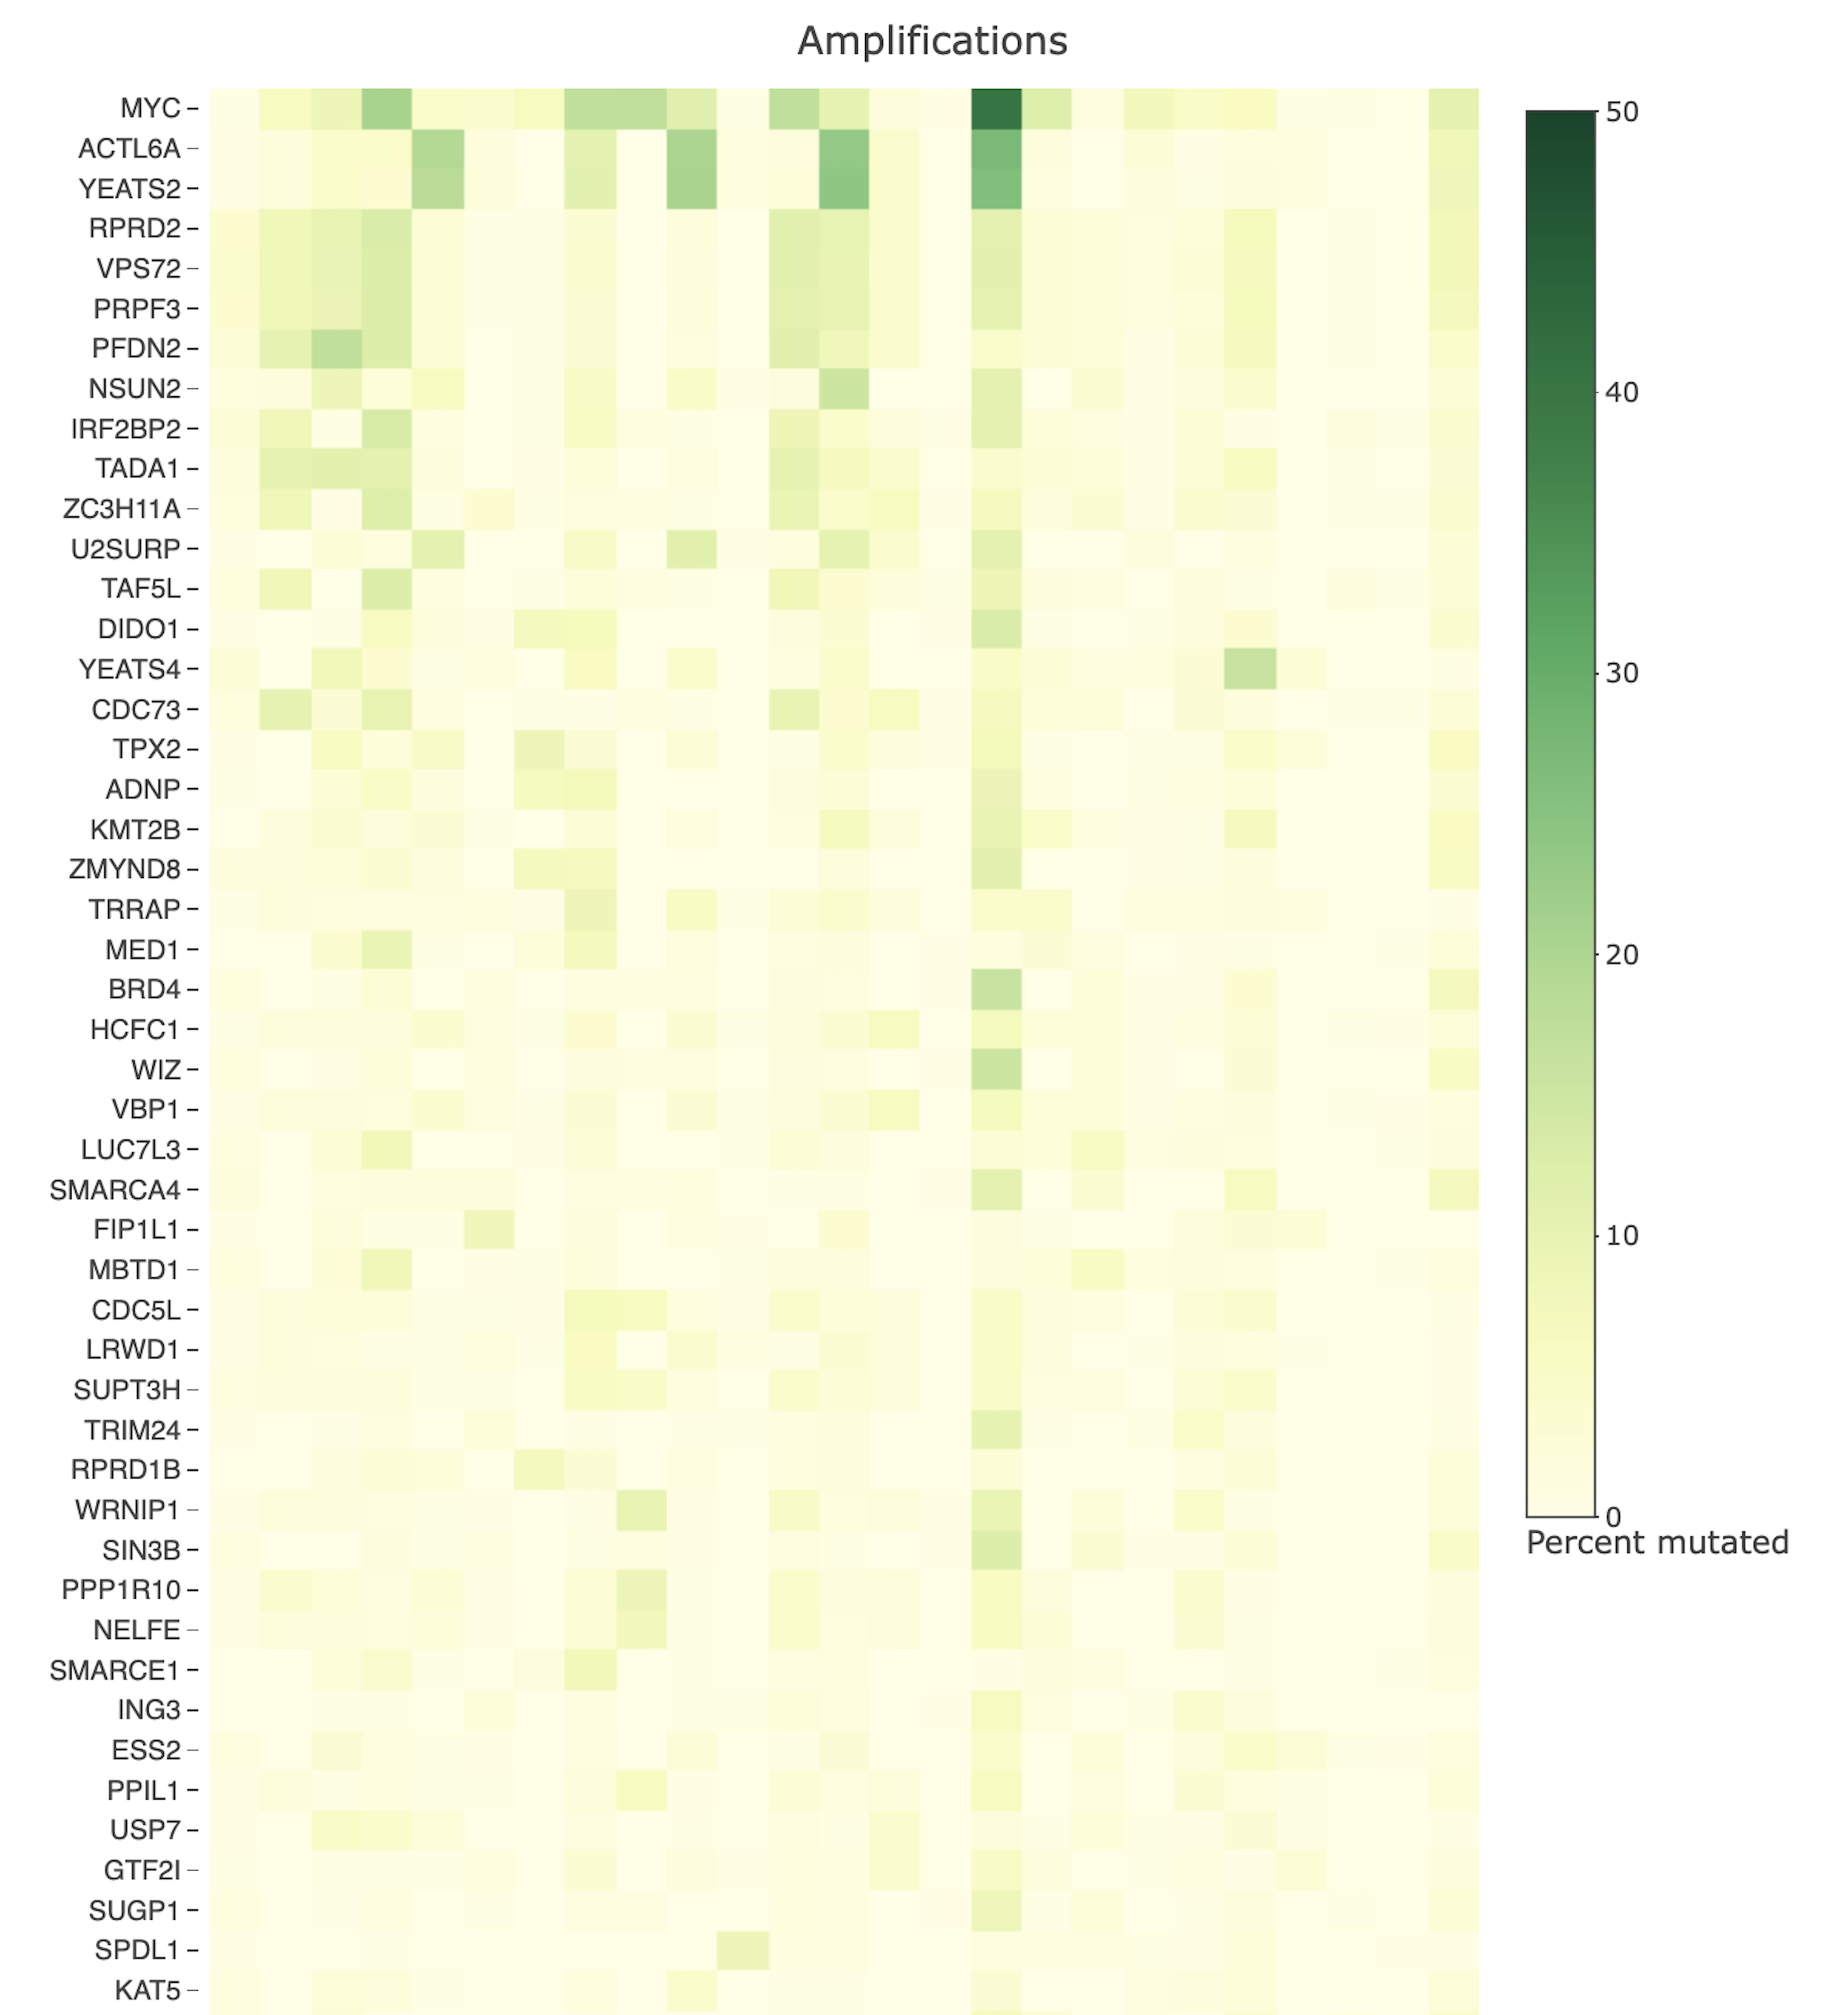 Amplifications
MYC
ACTL6A
YEATS2
RPRD2
VPS72
PRPF3
PFDN2
NSUN2
IRF2BP2
TADA1
ZC3H11A
U2SURP
TAF5L
DIDO1
YEATS4
CDC73
TPX2
ADNP
KMT2B
ZMYND8
TRRAP
MED1
BRD4
HCFC1
WIZ
VBP1
LUC7L3
SMARCA4
FIP1L1
MBTD1
CDC5L
LRWD1
SUPT3H
TRIM24
RPRD1B
WRNIP1
SIN3B
PPP1R10
NELFE
SMARCE1
ING3
ESS2
PPIL1
USP7
GTF2I
SUGP1
SPDL1
KAT5
50
40
30
20
10
0
Percent mutated